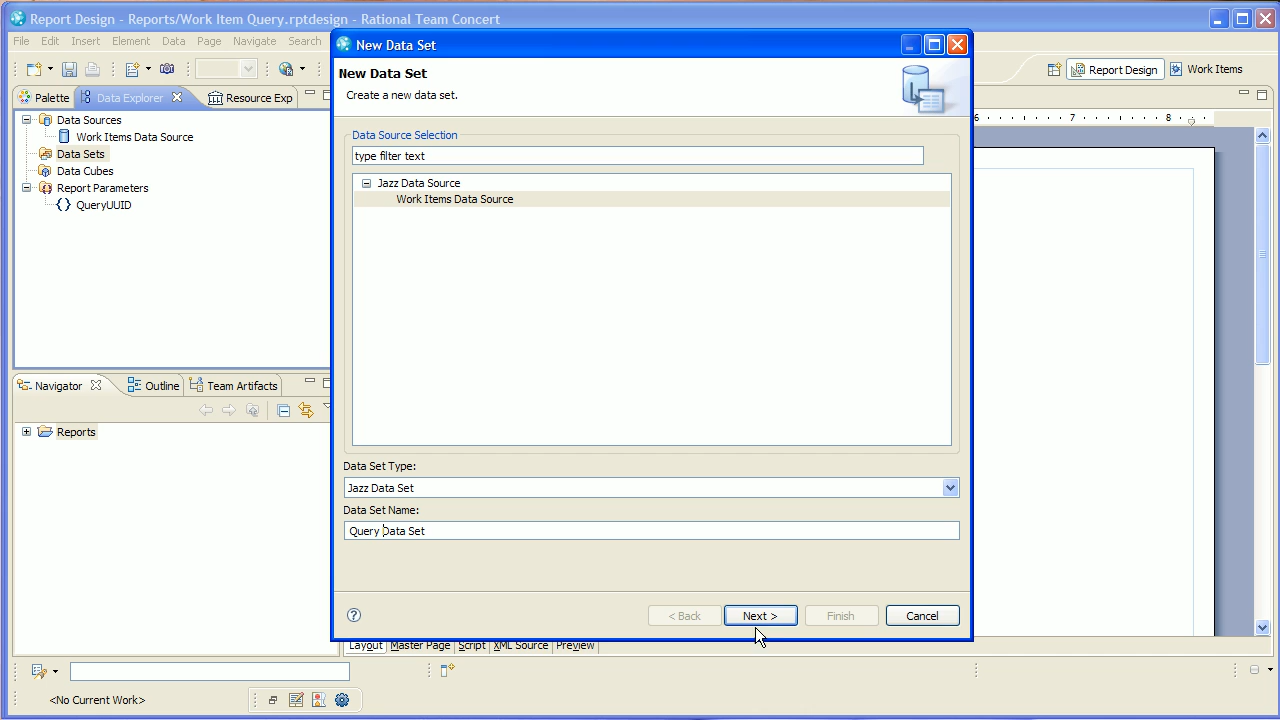 Report Design - Reports/Work Item Query.rptdesign - Rational Team Concert
File Edit Insert Element Data Page Navigate Search
New Data Set
New Data Set
Create a new data set.
Report Design
Work Items
Palette
Data Explorer
Resource Exp
Data Sources
Work Items Data Source
Data Sets
Data Cubes
Report Parameters
QueryUUID
Data Source Selection
type filter text
Jazz Data Source
Work Items Data Source
6 7 8
Navigator
Outline
Team Artifacts
Reports
Data Set Type:
Jazz Data Set
Data Set Name:
Query Data Set
< Back
Next >
Finish
Cancel
Layout Master Page Script XML Source Preview
<No Current Work>